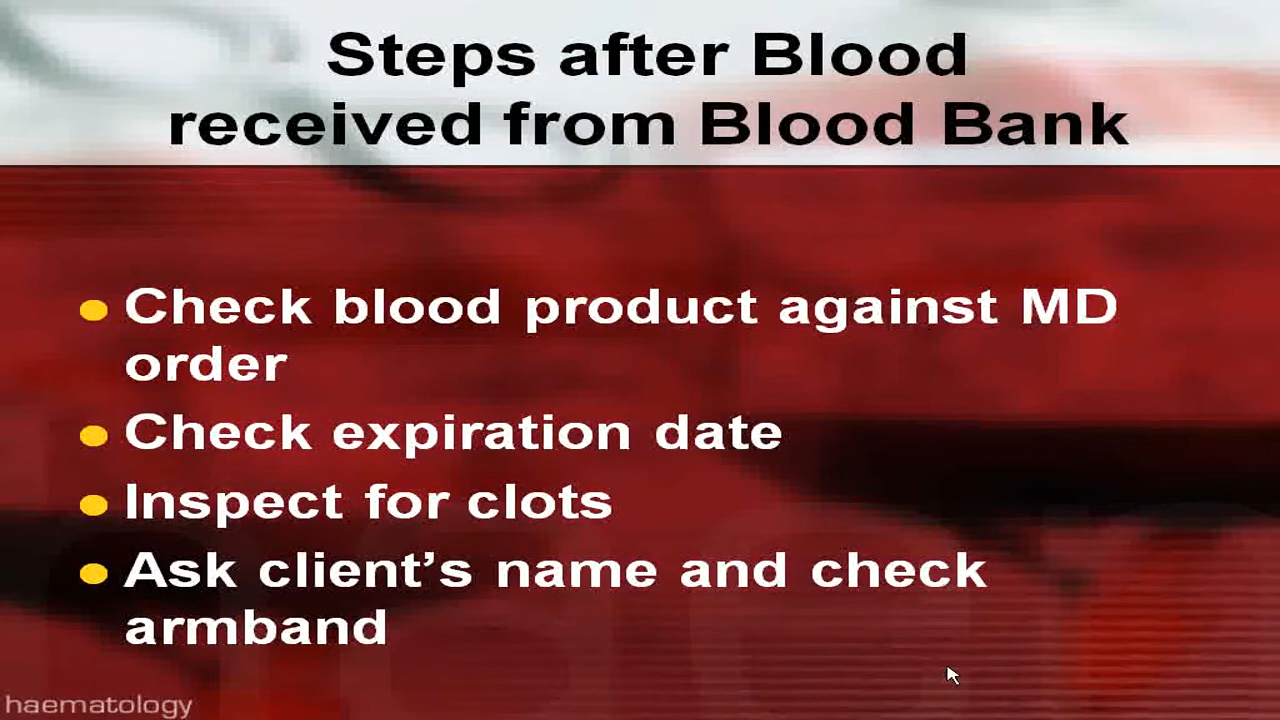 Steps after Blood
received from Blood Bank
Check blood product against MD
order
Check expiration date
Inspect for clots
Ask client’s name and check
armband
haematology